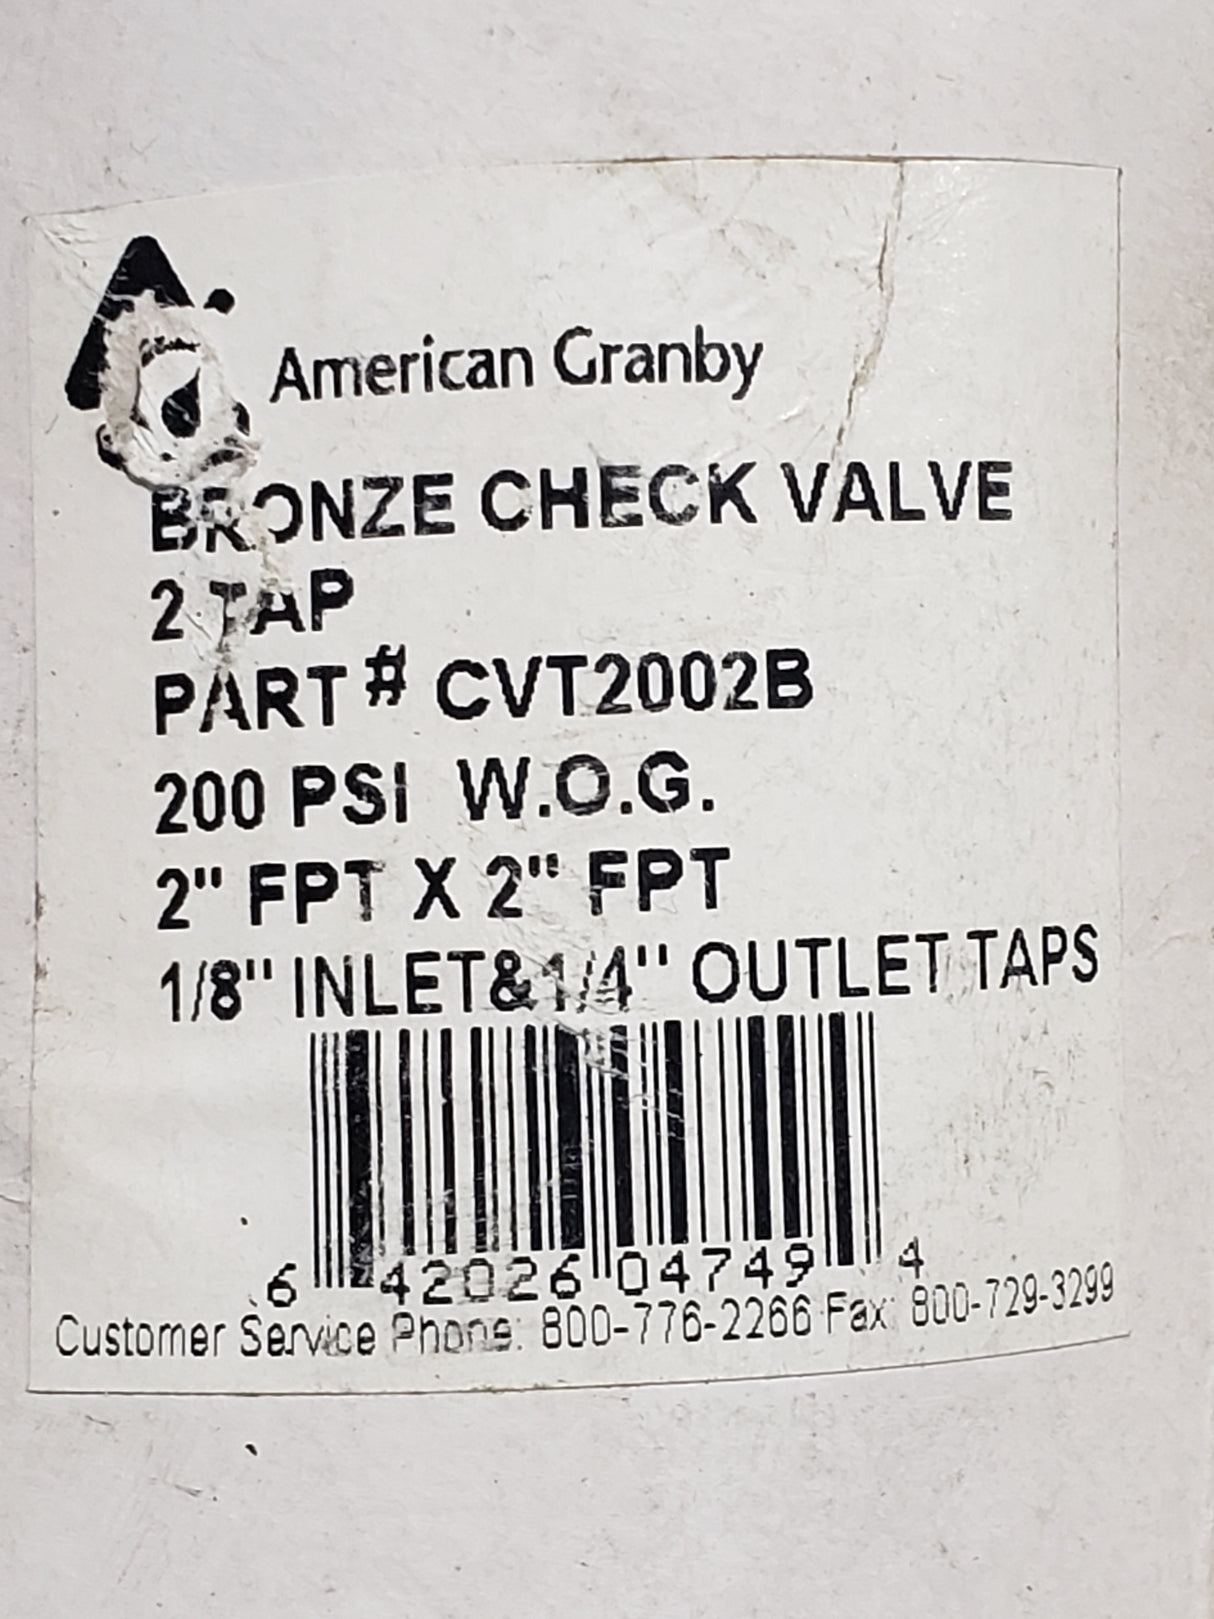 American Granby
BRONZE CHECK VALVE
2 TAP
PART # CVT2002B
200 PSI W.O.G.
2" FPT X 2" FPT
1/8" INLET&1/4" OUTLET TAPS
6 42026 04749 4
Customer Service Phone: 800-776-2266 Fax: 800-729-3299